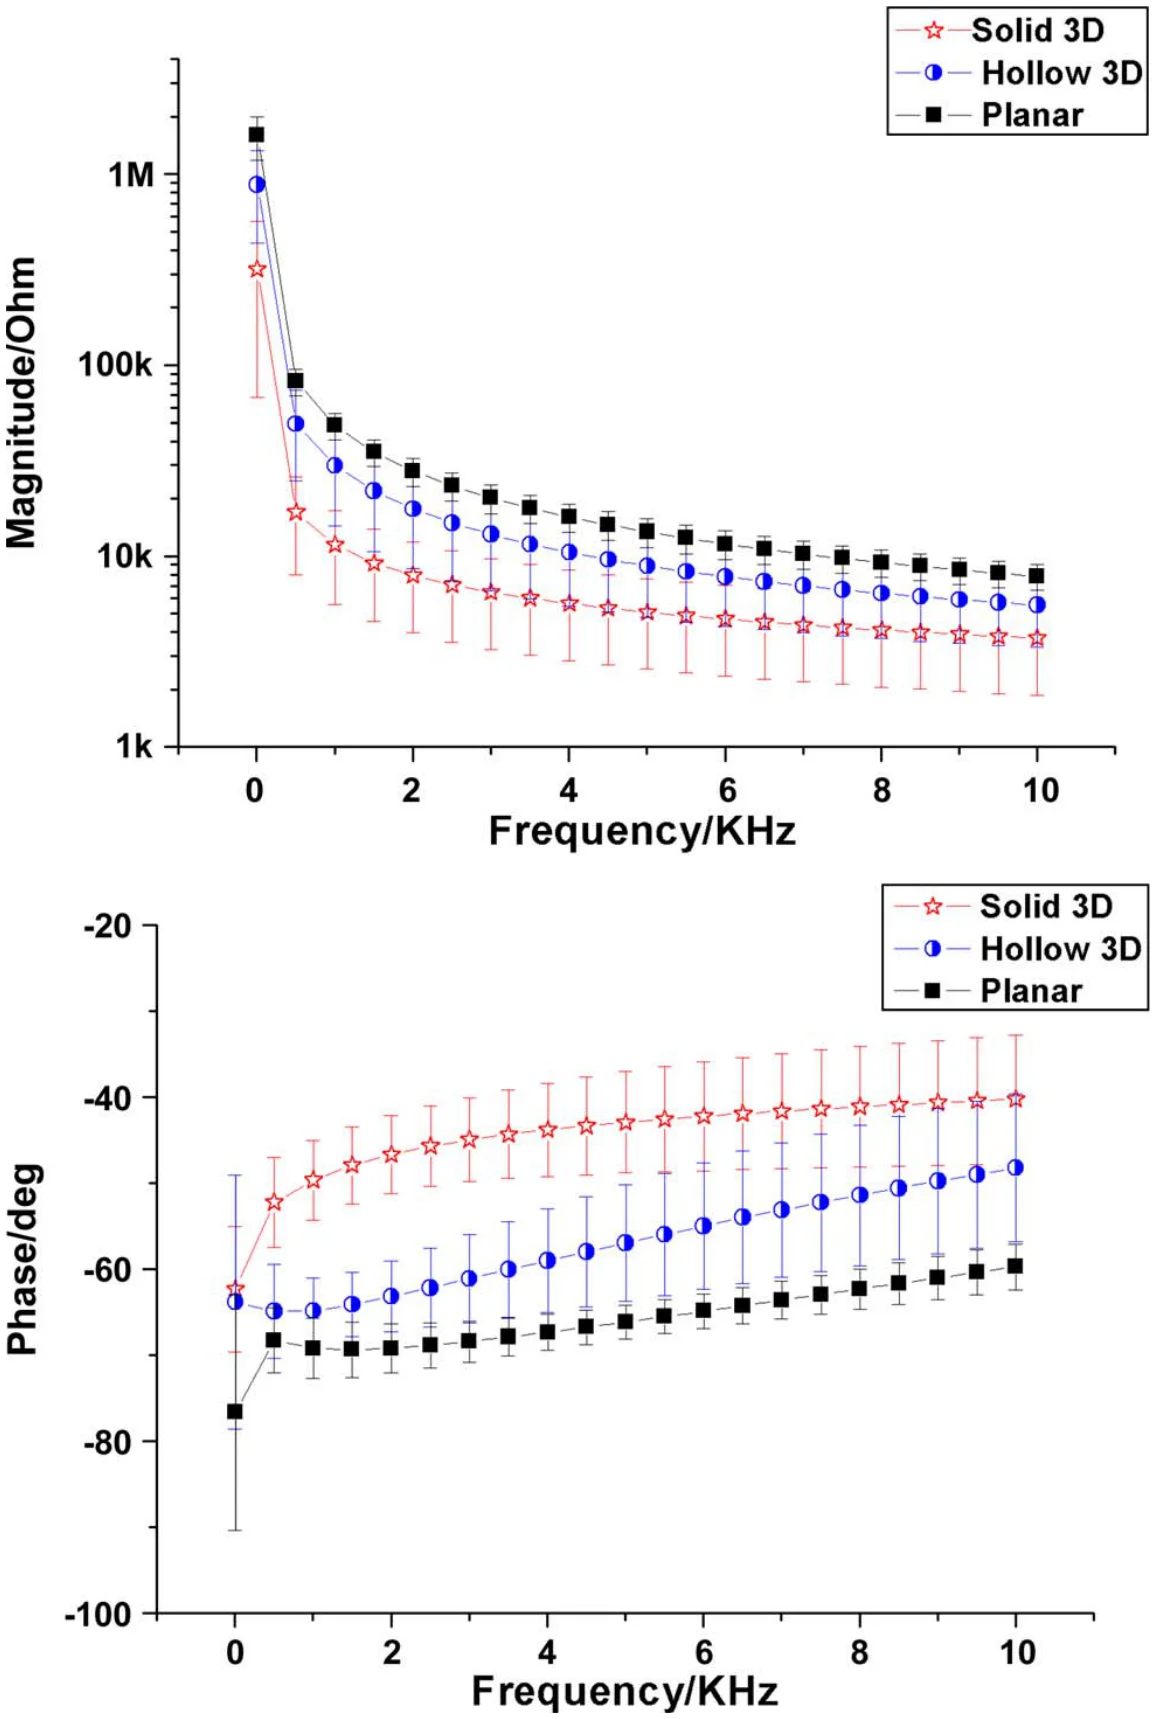 Solid 3D
Hollow 3D
Planar
1M
100k
10k
1k
Magnitude/Ohm
0 2 4 6 8 10
Frequency/KHz
Solid 3D
Hollow 3D
Planar
-20
-40
-60
-80
-100
Phase/deg
0 2 4 6 8 10
Frequency/KHz